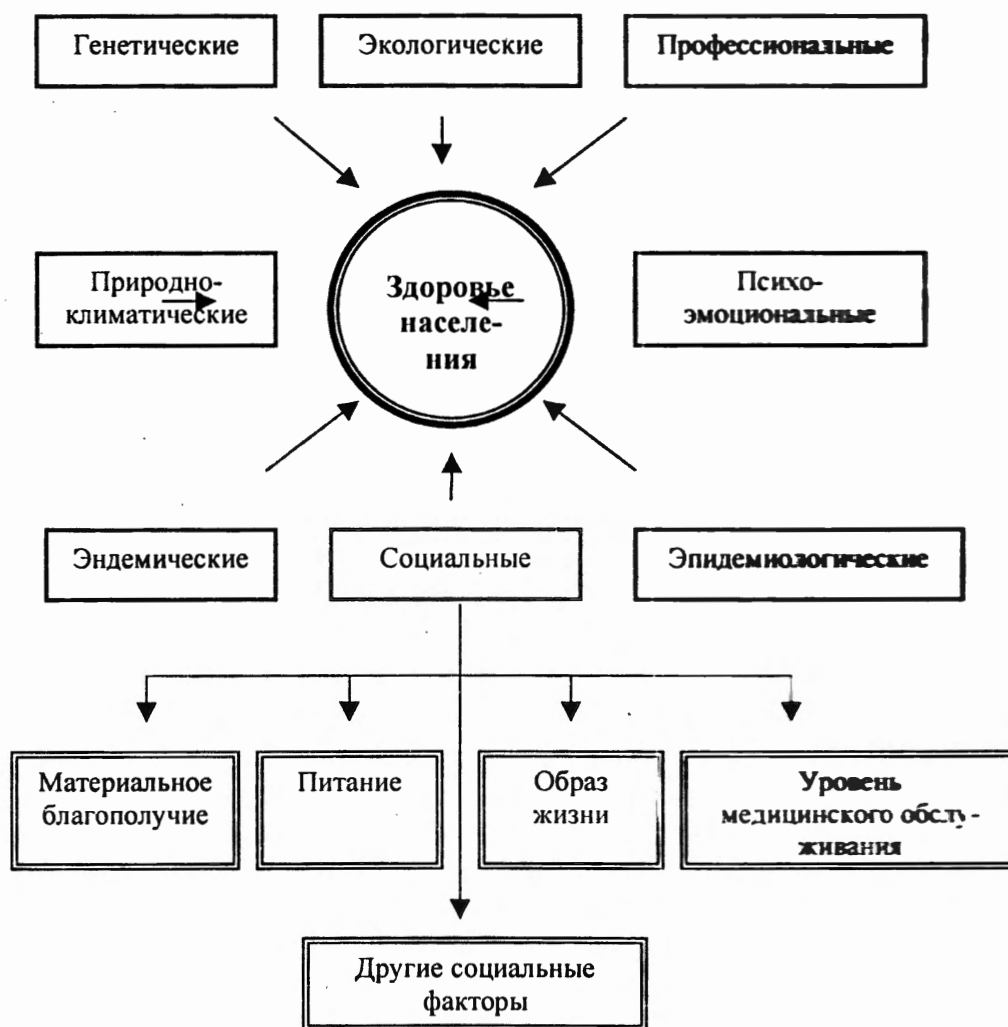 Генетические
Экологические
Профессиональные
Природно-
климатические
Здоровье
населе-
ния
Психо-
эмоциональные
Эндемические
Социальные
Эпидемиологические
Материальное
благополучие
Питание
Образ
жизни
Уровень
медицинского обслу-
живания
Другие социальные
факторы